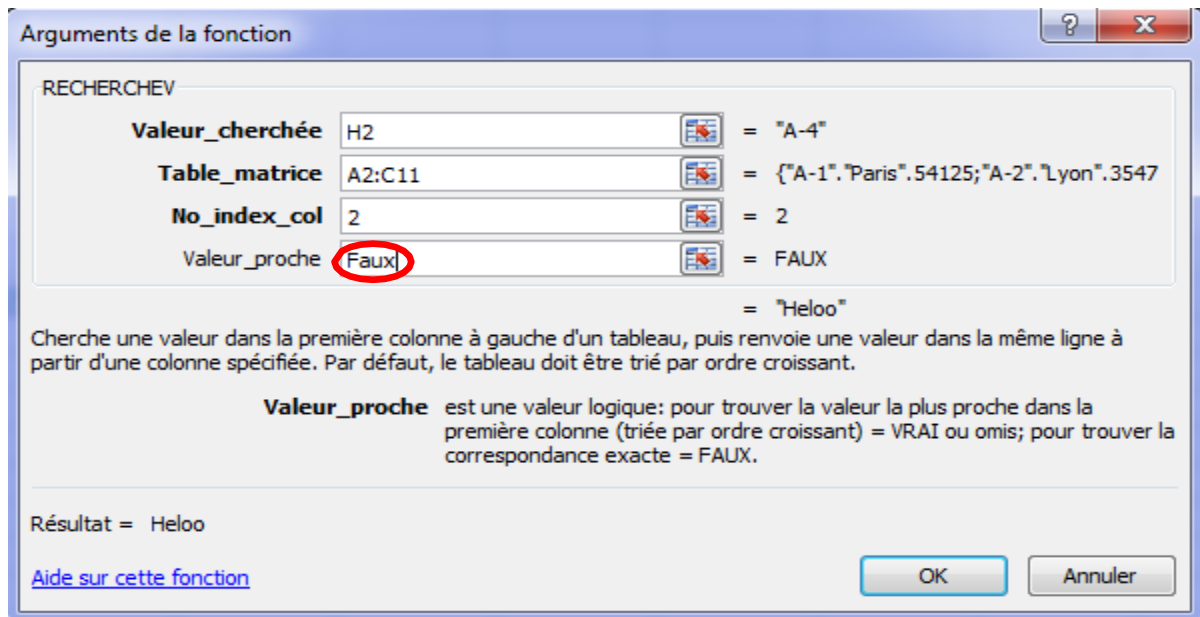 Arguments de la fonction
RECHERCHEV
Valeur_cherchée H2 = "A-4"
Table_matrice A2:C11 = {"A-1"."Paris".54125;"A-2"."Lyon".3547
No_index_col 2 = 2
Valeur_proche Faux = FAUX
= "Heloo"
Cherche une valeur dans la première colonne à gauche d'un tableau, puis renvoie une valeur dans la même ligne à
partir d'une colonne spécifiée. Par défaut, le tableau doit être trié par ordre croissant.
Valeur_proche est une valeur logique: pour trouver la valeur la plus proche dans la
première colonne (triée par ordre croissant) = VRAI ou omis; pour trouver la
correspondance exacte = FAUX.
Résultat = Heloo
Aide sur cette fonction
OK Annuler